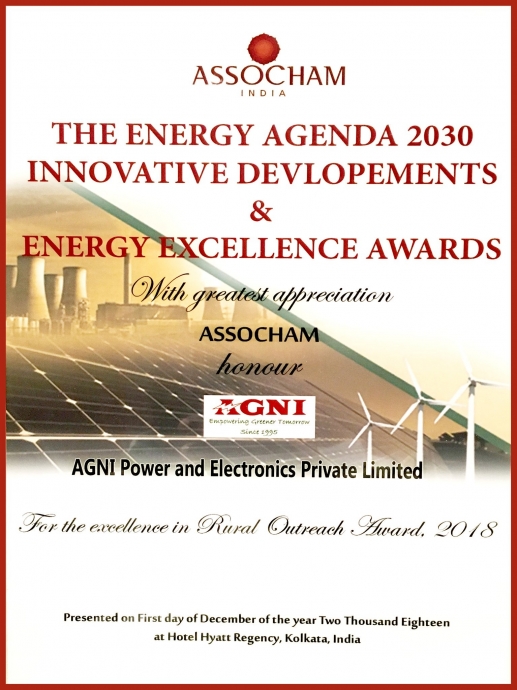 ASSOCHAM
INDIA
THE ENERGY AGENDA 2030
INNOVATIVE DEVLOPEMENTS
&
ENERGY EXCELLENCE AWARDS
With greatest appreciation
ASSOCHAM
honour
AGNI
Empowering Greener Tomorrow
Since 1995
AGNI Power and Electronics Private Limited
For the excellence in Rural Outreach Award, 2018
Presented on First day of December of the year Two Thousand Eighteen
at Hotel Hyatt Regency, Kolkata, India